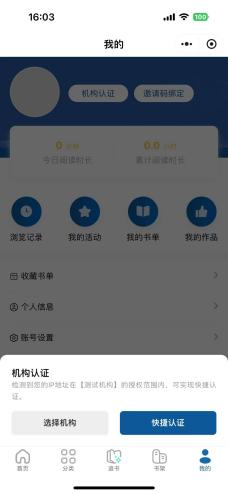 16:03
100
我的
机构认证
邀请码绑定
0 分钟
今日阅读时长
0.0 小时
累计阅读时长
浏览记录
我的活动
我的书单
我的作品
收藏书单
个人信息
账号设置
机构认证
检测到您的IP地址在【测试机构】的授权范围内，可实现快捷认
证。
选择机构
快捷认证
首页
分类
追书
书架
我的